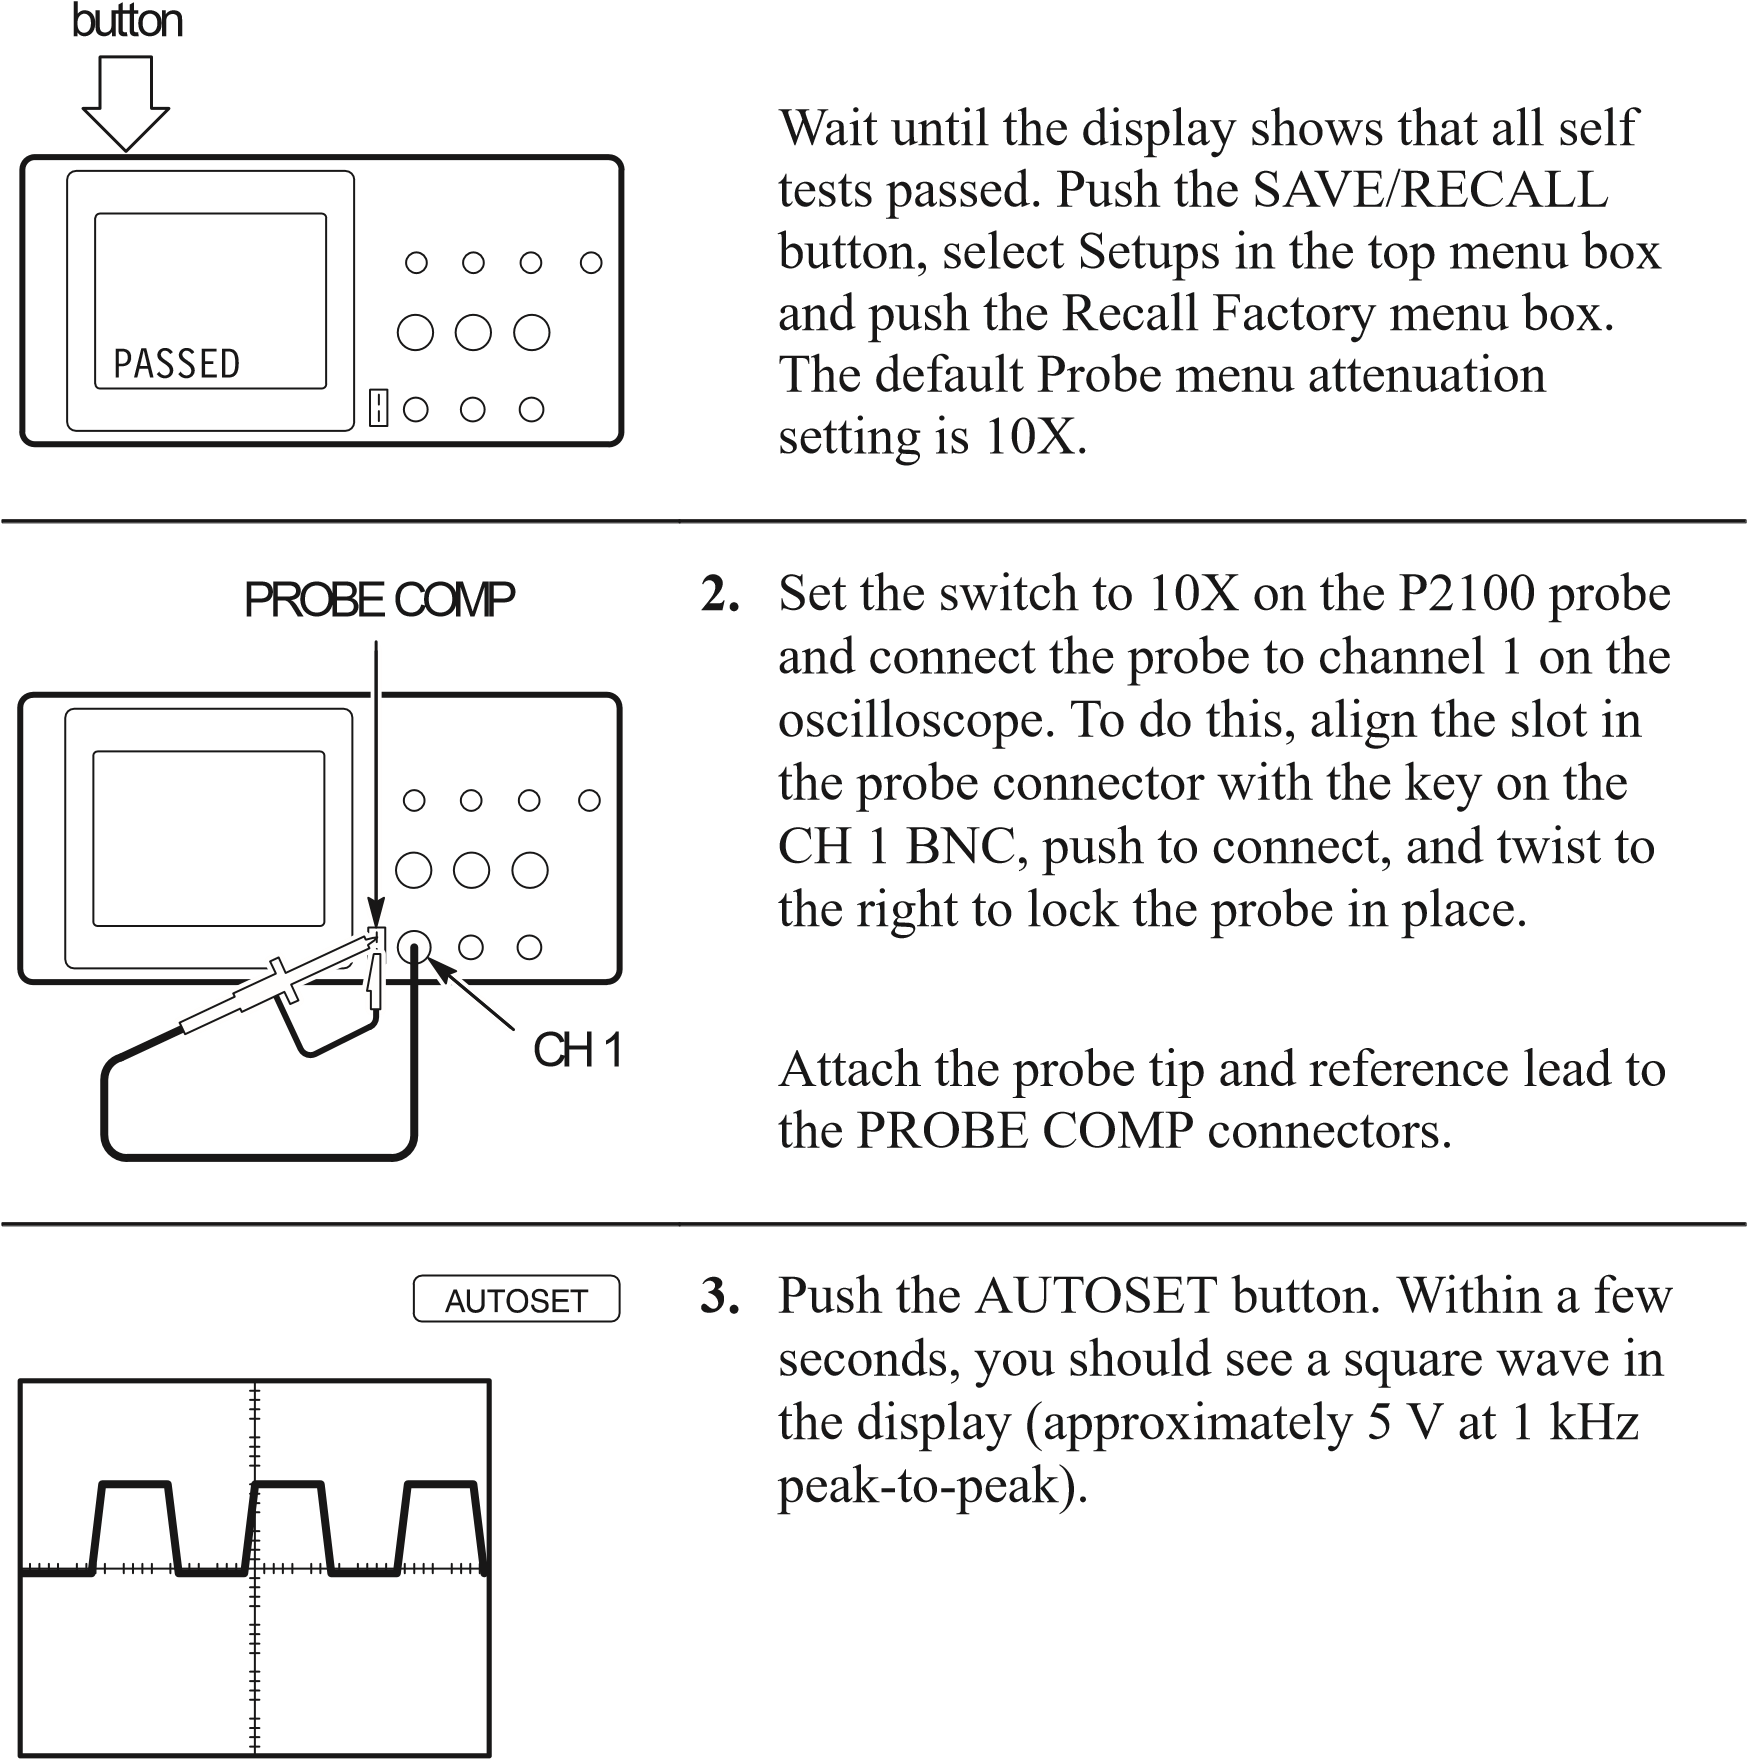 button
Wait until the display shows that all self
tests passed. Push the SAVE/RECALL
button, select Setups in the top menu box
and push the Recall Factory menu box.
The default Probe menu attenuation
setting is 10X.
PASSED
PROBE COMP
CH 1
2. Set the switch to 10X on the P2100 probe
and connect the probe to channel 1 on the
oscilloscope. To do this, align the slot in
the probe connector with the key on the
CH 1 BNC, push to connect, and twist to
the right to lock the probe in place.
Attach the probe tip and reference lead to
the PROBE COMP connectors.
AUTOSET
3. Push the AUTOSET button. Within a few
seconds, you should see a square wave in
the display (approximately 5 V at 1 kHz
peak-to-peak).